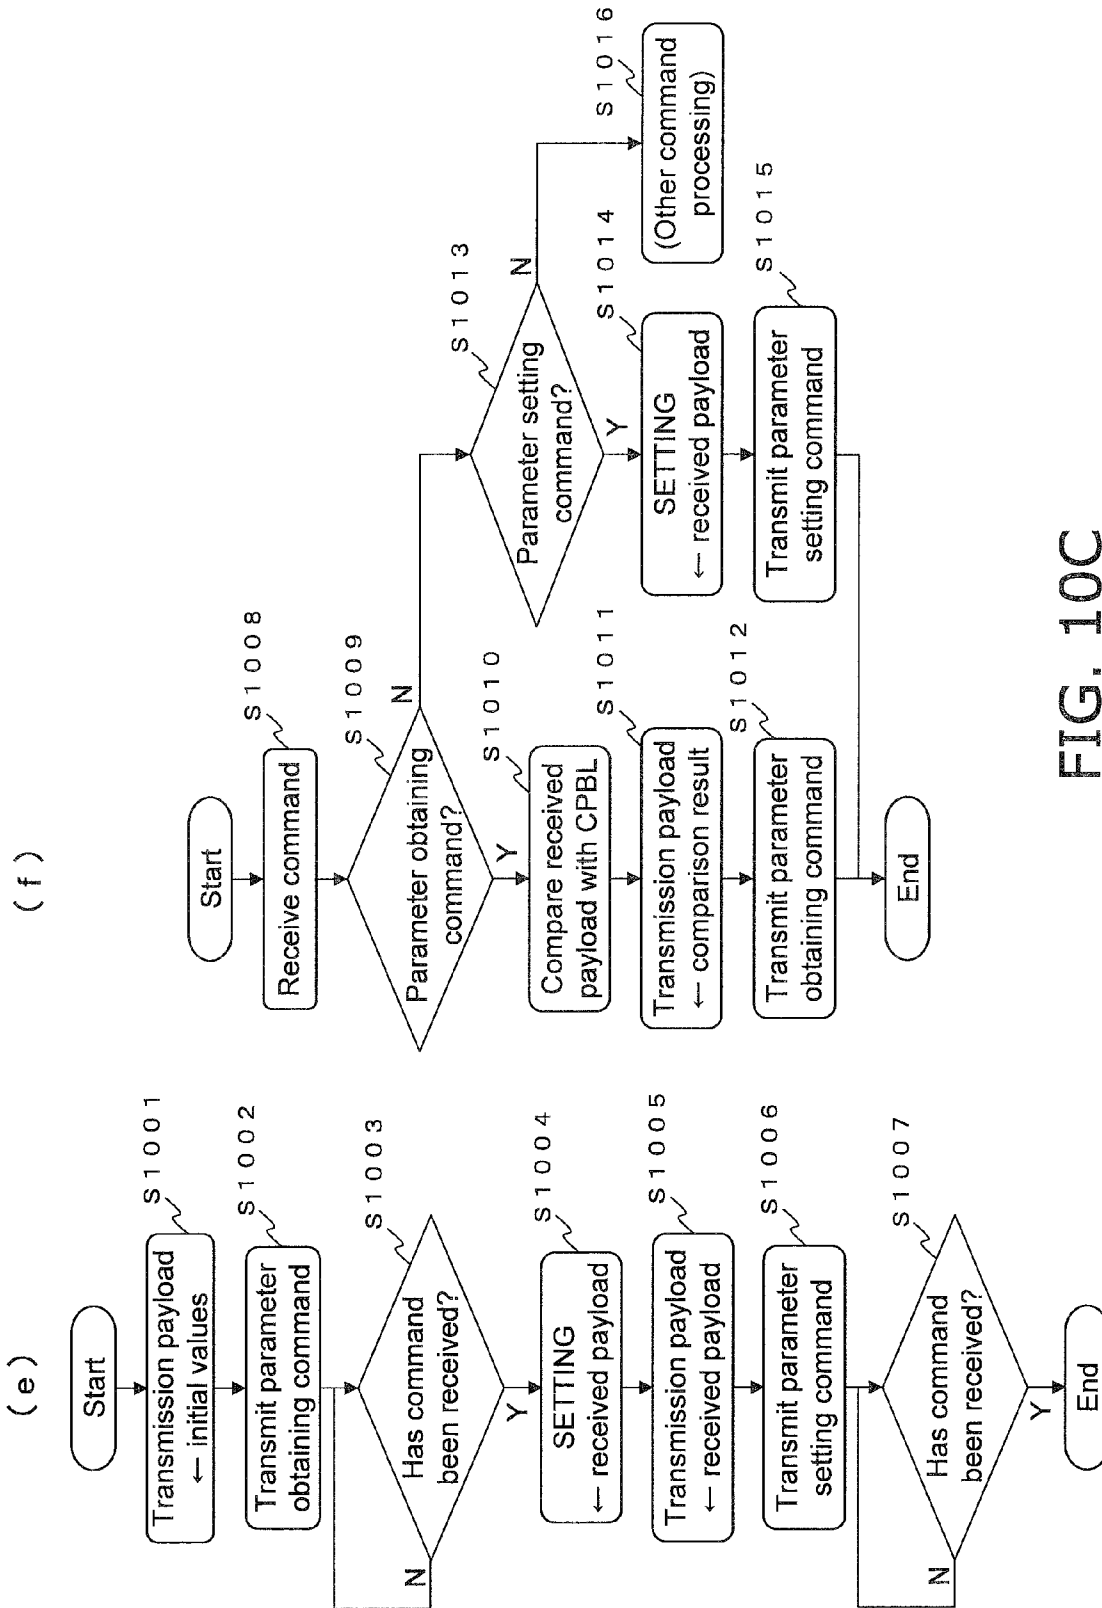 (e)
Start
S1001
Transmission payload
← initial values
S1002
Transmit parameter
obtaining command
S1003
Has command
been received?
N
Y
S1004
SETTING
← received payload
S1005
Transmission payload
← received payload
S1006
Transmit parameter
setting command
S1007
Has command
been received?
N
Y
End
(f)
Start
S1008
Receive command
S1009
Parameter obtaining
command?
N
Y
S1010
Compare received
payload with CPBL
S1011
Transmission payload
← comparison result
S1012
Transmit parameter
obtaining command
S1013
Parameter setting
command?
N
Y
S1014
SETTING
← received payload
S1015
Transmit parameter
setting command
S1016
(Other command
processing)
End
FIG. 10C